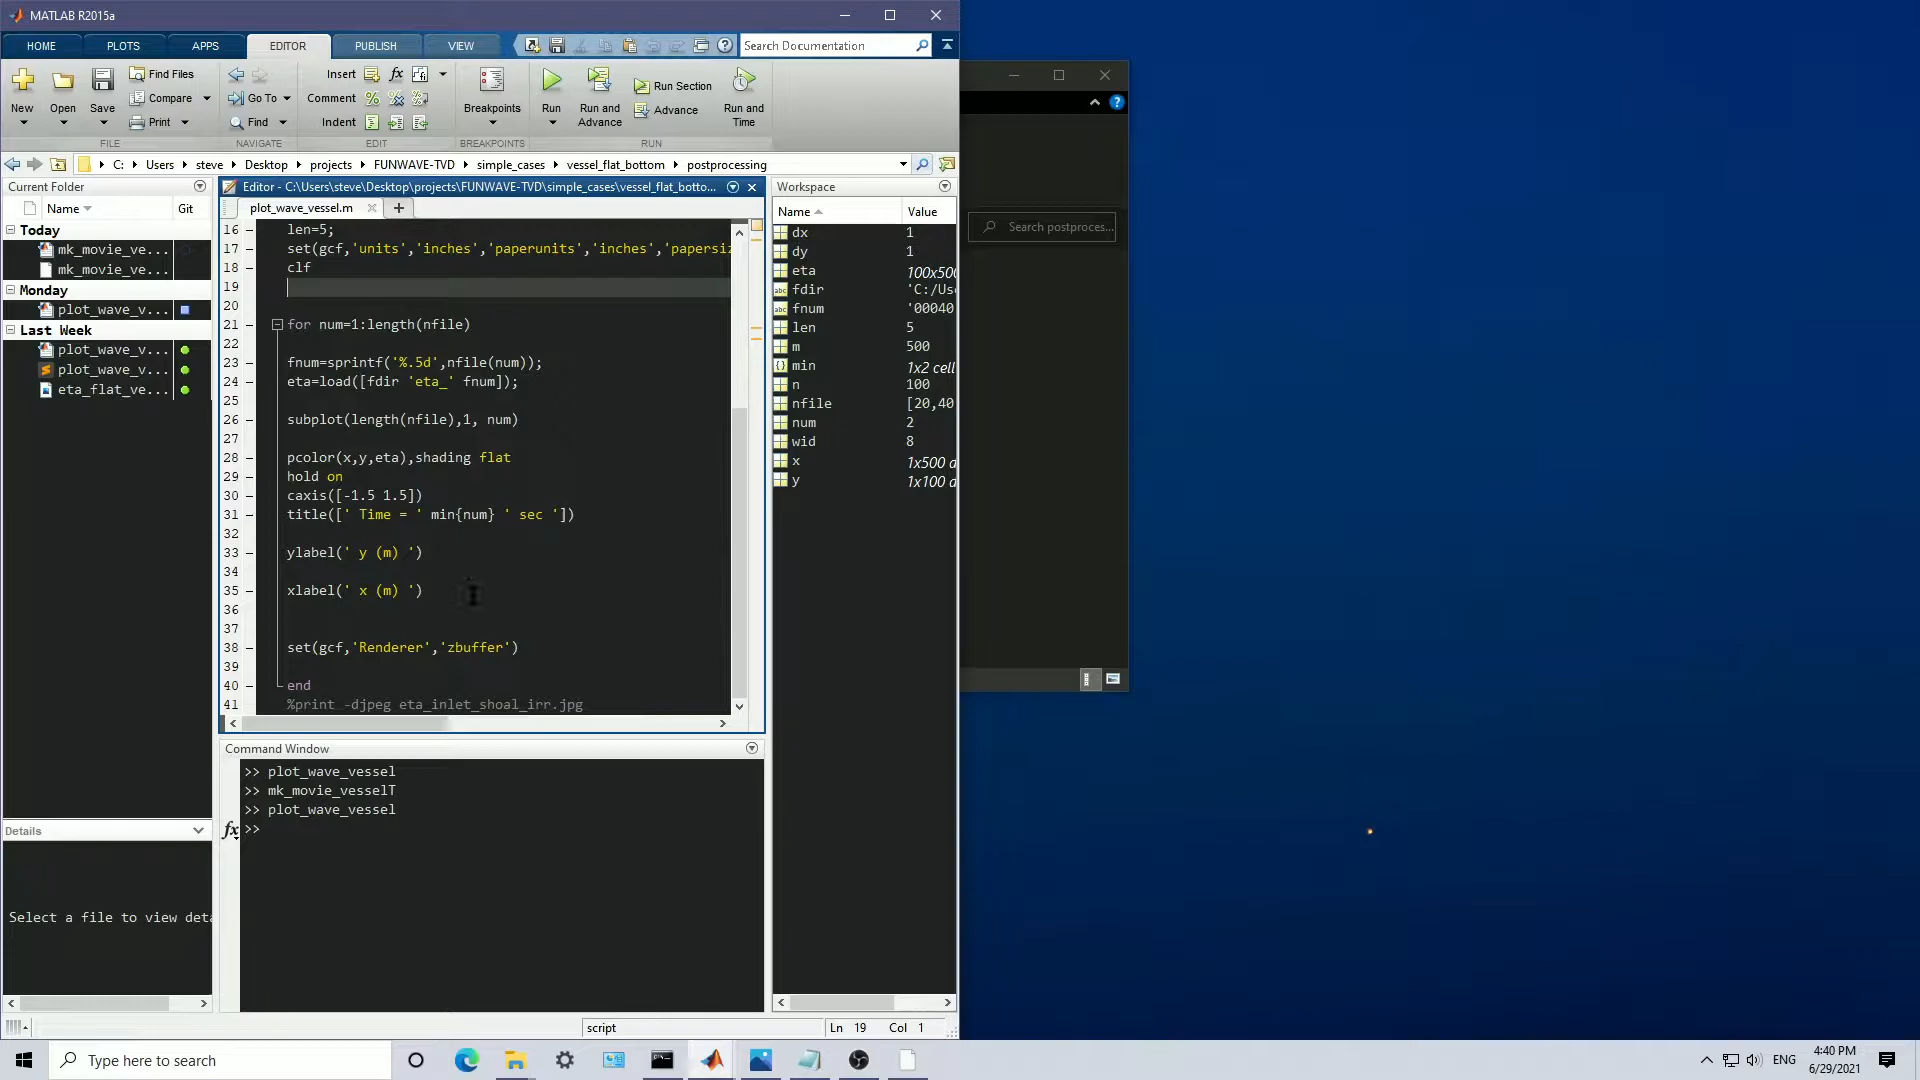 MATLAB R2015a
HOME PLOTS APPS EDITOR PUBLISH VIEW Search Documentation
New Open Save Find Files Compare Print Go To Find Insert Comment Indent Breakpoints Run Run and Advance Run Section Advance Run and Time
FILE NAVIGATE EDIT BREAKPOINTS RUN
C: Users steve Desktop projects FUNWAVE-TVD simple_cases vessel_flat_bottom postprocessing
Current Folder
Name Git
Today
mk_movie_ve...
mk_movie_ve...
Monday
plot_wave_v...
Last Week
plot_wave_v...
plot_wave_v...
eta_flat_ve...
Details
Select a file to view deta
Editor - C:\Users\steve\Desktop\projects\FUNWAVE-TVD\simple_cases\vessel_flat_botto...
plot_wave_vessel.m
16 len=5;
17 set(gcf,'units','inches','paperunits','inches','papersiz
18 clf
19
20
21 for num=1:length(nfile)
22
23 fnum=sprintf('%.5d',nfile(num));
24 eta=load([fdir 'eta_' fnum]);
25
26 subplot(length(nfile),1, num)
27
28 pcolor(x,y,eta),shading flat
29 hold on
30 caxis([-1.5 1.5])
31 title([' Time = ' min{num} ' sec '])
32
33 ylabel(' y (m) ')
34
35 xlabel(' x (m) ')
36
37
38 set(gcf,'Renderer','zbuffer')
39
40 end
41 %print -djpeg eta_inlet_shoal_irr.jpg
Command Window
>> plot_wave_vessel
>> mk_movie_vesselT
>> plot_wave_vessel
fx >>
Workspace
Name Value
dx 1
dy 1
eta 100x500
fdir 'C:/Use
fnum '00040
len 5
m 500
min 1x2 cell
n 100
nfile [20,40
num 2
wid 8
x 1x500 d
y 1x100 d
script Ln 19 Col 1
Search postproces...
Type here to search
ENG
4:40 PM
6/29/2021